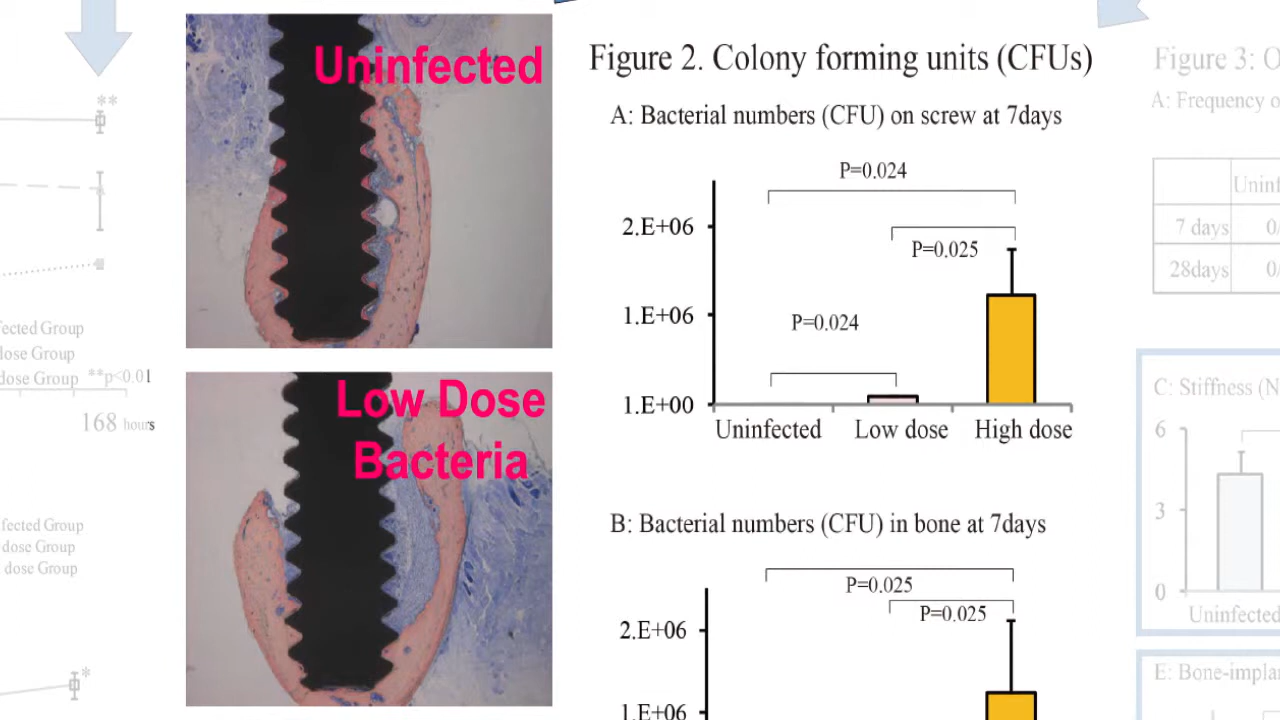 **
fected Group
dose Group
dose Group **p<0.01
168 hours
fected Group
dose Group
dose Group
*
Uninfected
Low Dose
Bacteria
Figure 2. Colony forming units (CFUs)
A: Bacterial numbers (CFU) on screw at 7days
P=0.024
P=0.025
P=0.024
2.E+06
1.E+06
1.E+00
Uninfected Low dose High dose
B: Bacterial numbers (CFU) in bone at 7days
P=0.025
P=0.025
2.E+06
1.E+06
Figure 3: O
A: Frequency o
Uninf
7 days 0/
28days 0/
C: Stiffness (N
6
3
0
Uninfected
E: Bone-implan